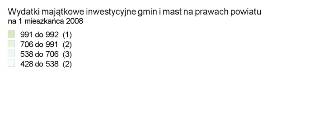 Wydatki majątkowe inwestycyjne gmin i mast na prawach powiatu
na 1 mieszkańca 2008
991 do 992 (1)
706 do 991 (2)
538 do 706 (3)
428 do 538 (2)